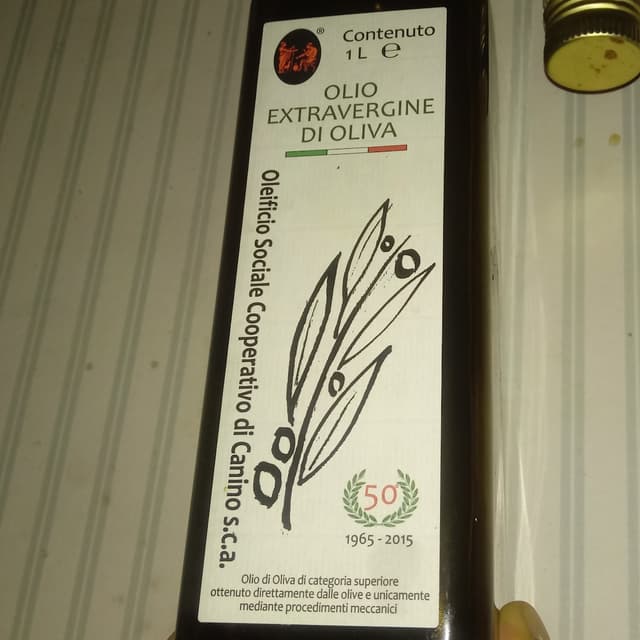 ®
Contenuto
1 L ℮
OLIO
EXTRAVERGINE
DI OLIVA
Oleificio Sociale Cooperativo di Canino s.c.a.
50°
1965 - 2015
Olio di Oliva di categoria superiore
ottenuto direttamente dalle olive e unicamente
mediante procedimenti meccanici